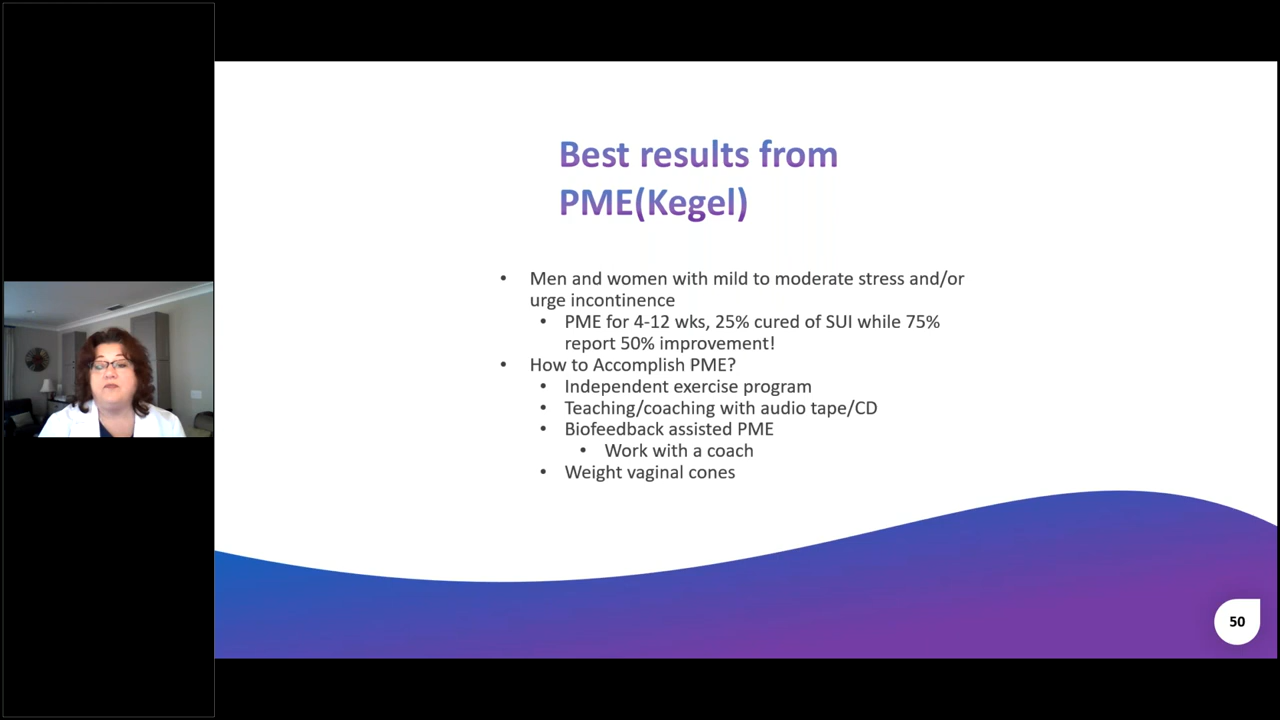 Best results from
PME(Kegel)
• Men and women with mild to moderate stress and/or
urge incontinence
• PME for 4-12 wks, 25% cured of SUI while 75%
report 50% improvement!
• How to Accomplish PME?
• Independent exercise program
• Teaching/coaching with audio tape/CD
• Biofeedback assisted PME
• Work with a coach
• Weight vaginal cones
50